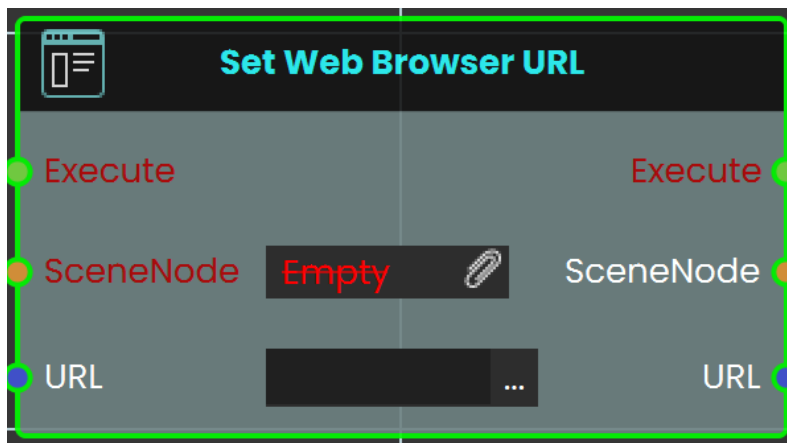 Set Web Browser URL
Execute Execute
SceneNode Empty SceneNode
URL ... URL